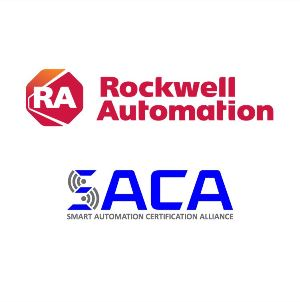 RA
Rockwell
Automation
SACA
SMART AUTOMATION CERTIFICATION ALLIANCE